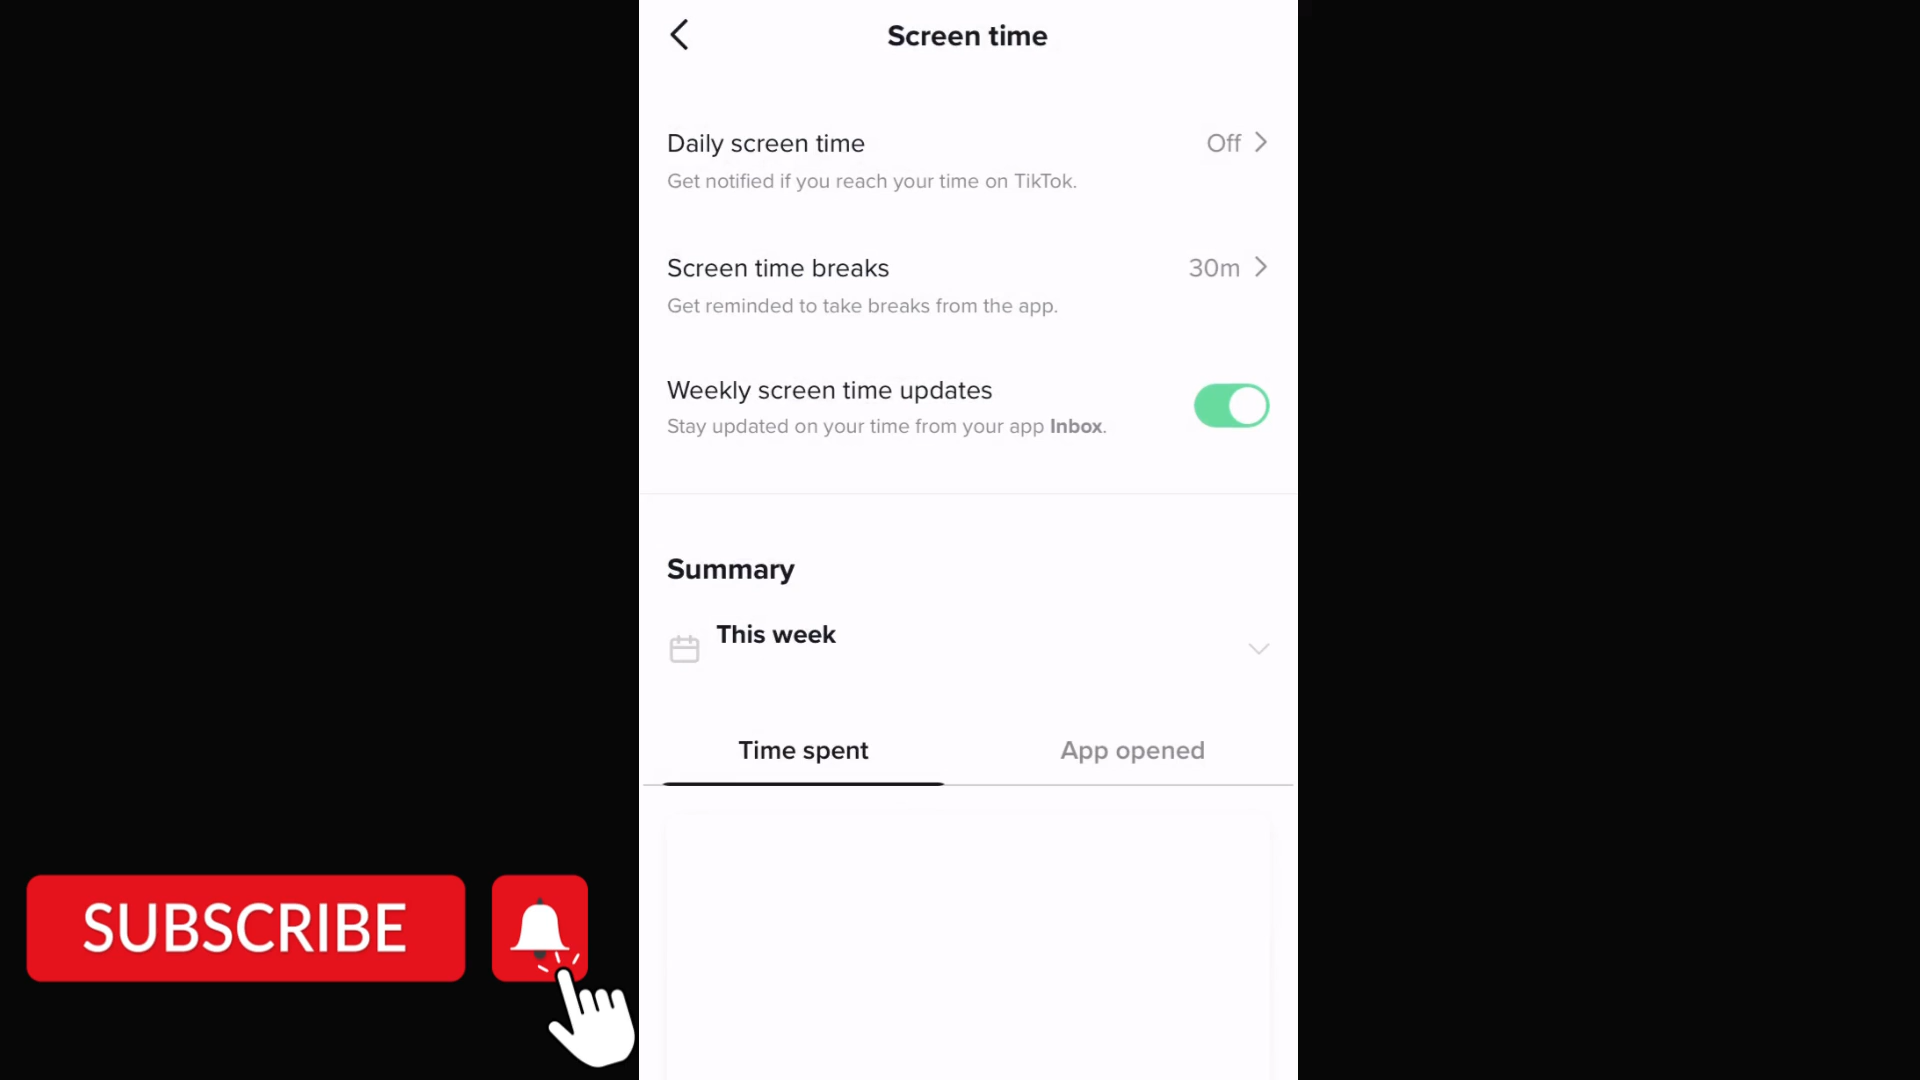 Screen time
Daily screen time
Off
Get notified if you reach your time on TikTok.
Screen time breaks
30m
Get reminded to take breaks from the app.
Weekly screen time updates
Stay updated on your time from your app Inbox.
Summary
This week
Time spent
App opened
SUBSCRIBE